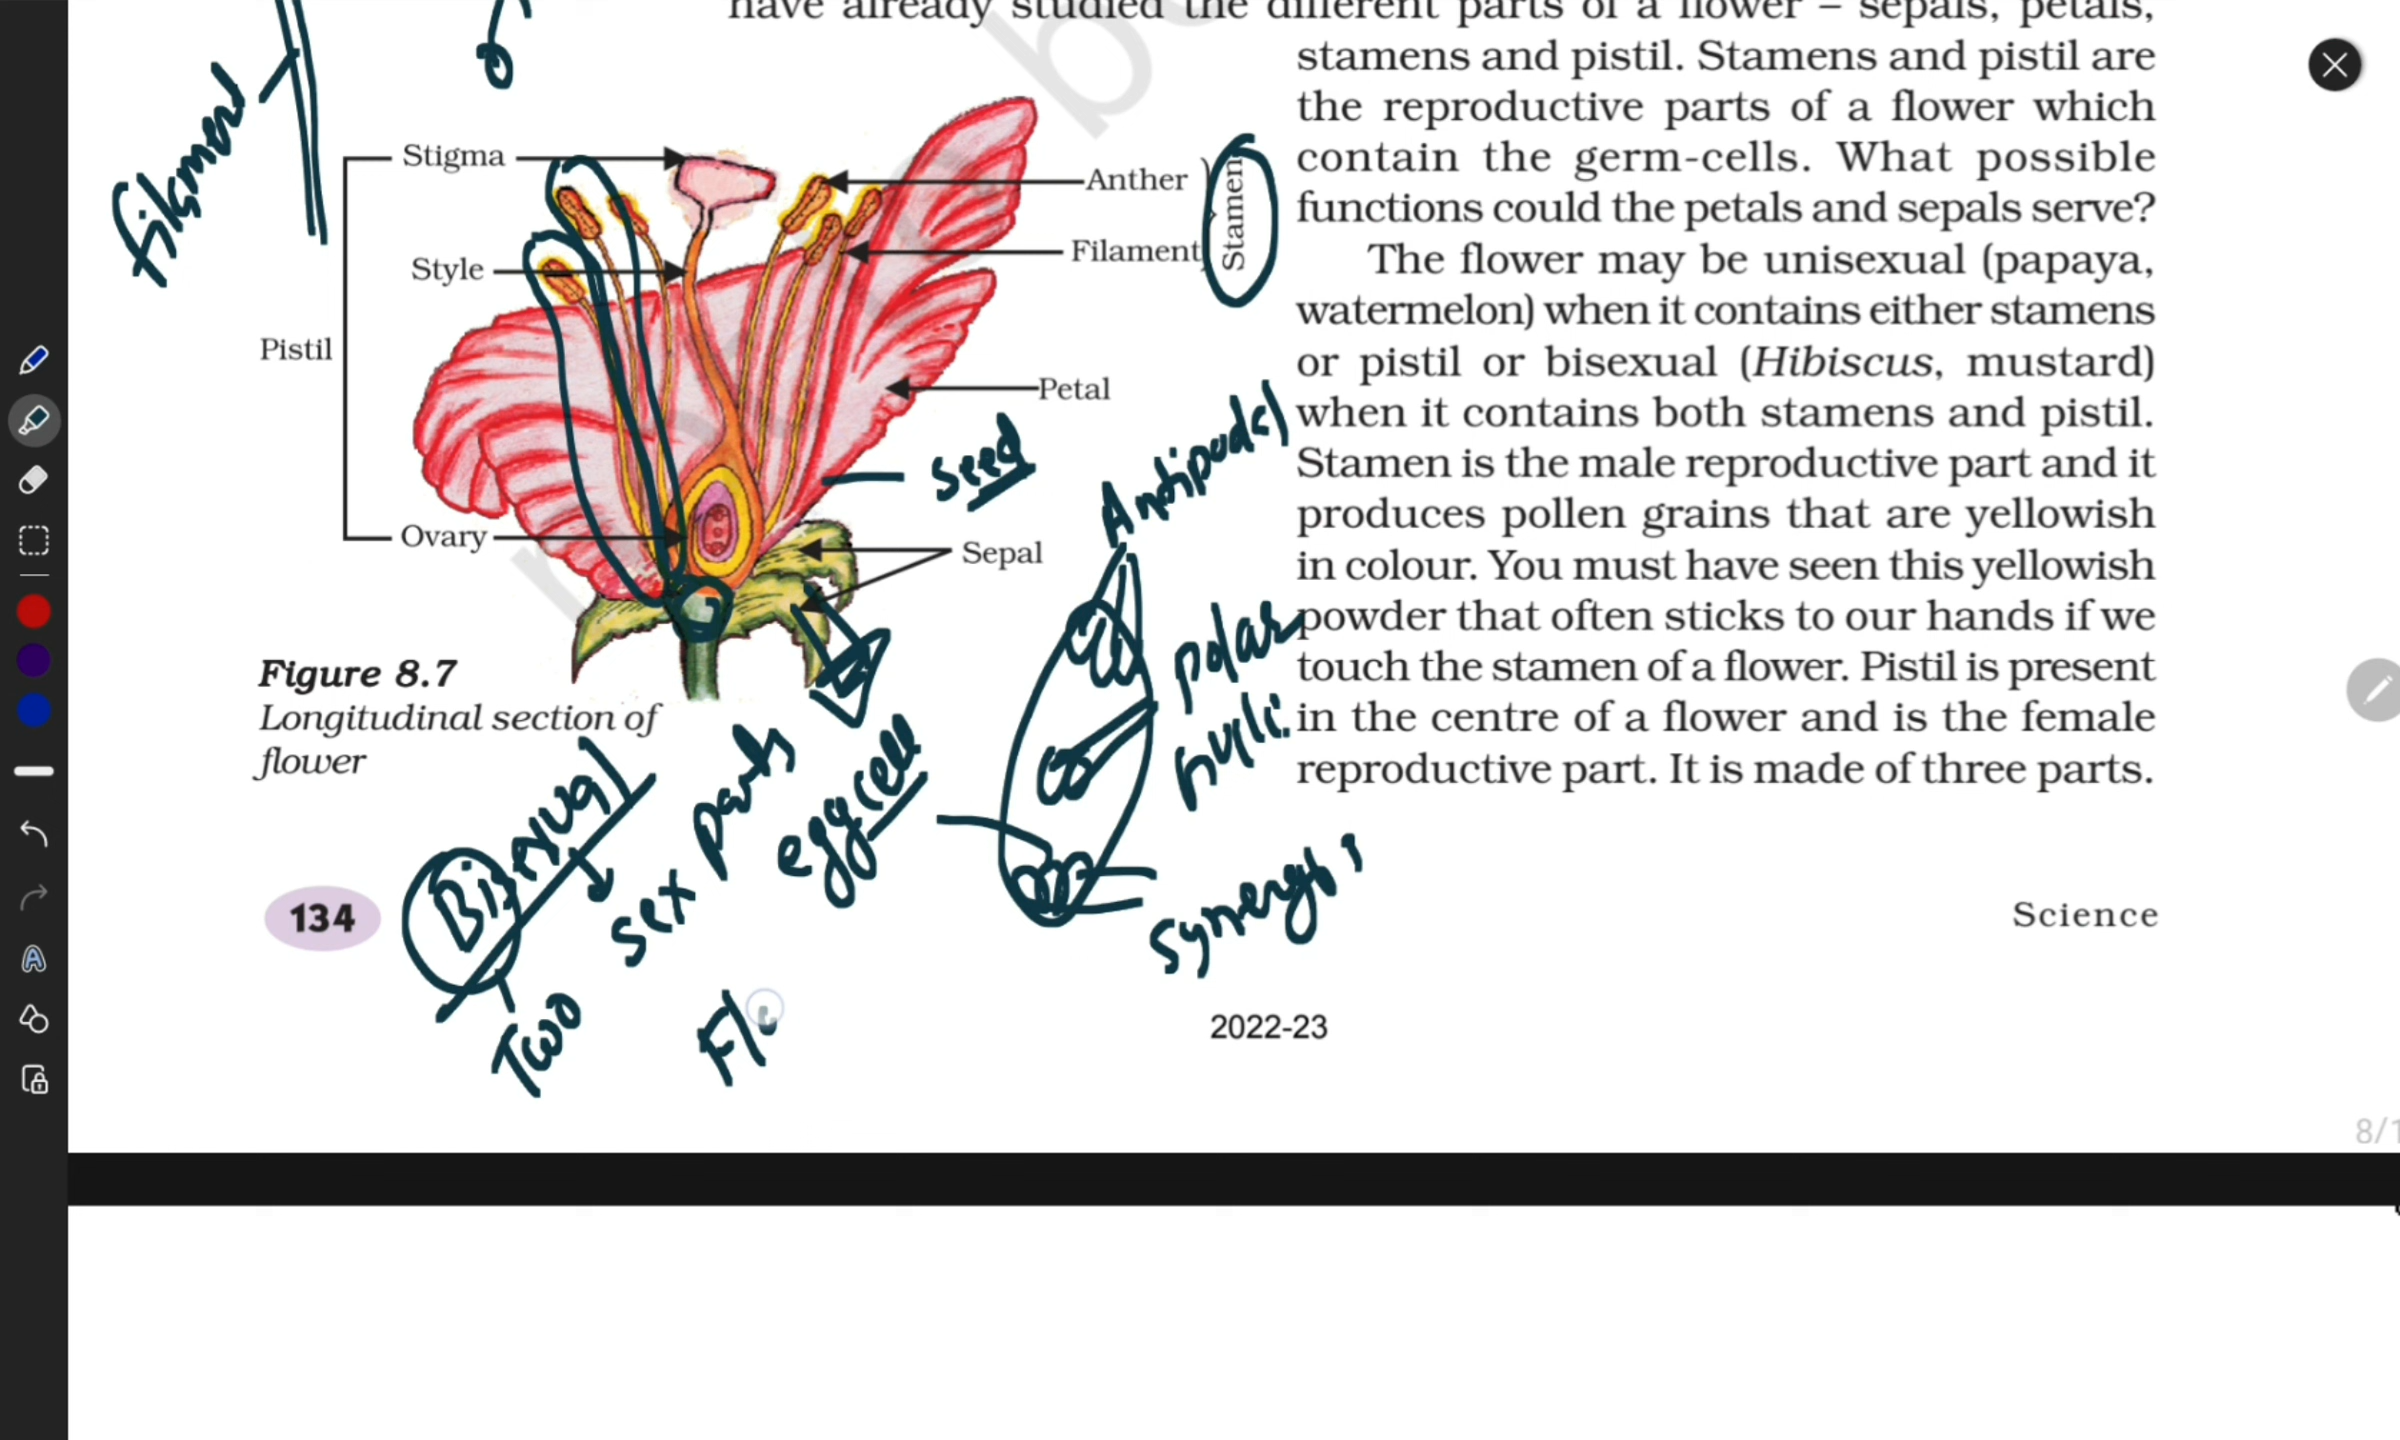 have already studied the different parts of a flower – sepals, petals,
stamens and pistil. Stamens and pistil are
the reproductive parts of a flower which
contain the germ-cells. What possible
functions could the petals and sepals serve?
The flower may be unisexual (papaya,
watermelon) when it contains either stamens
or pistil or bisexual (Hibiscus, mustard)
when it contains both stamens and pistil.
Stamen is the male reproductive part and it
produces pollen grains that are yellowish
in colour. You must have seen this yellowish
powder that often sticks to our hands if we
touch the stamen of a flower. Pistil is present
in the centre of a flower and is the female
reproductive part. It is made of three parts.
Stigma
Style
Pistil
Ovary
Anther
Filament
Stamen
Petal
Seed
Sepal
Antipodal
polar
egg cell
Figure 8.7
Longitudinal section of
flower
sex parts
Two
F/
134
Science
2022-23
8/1